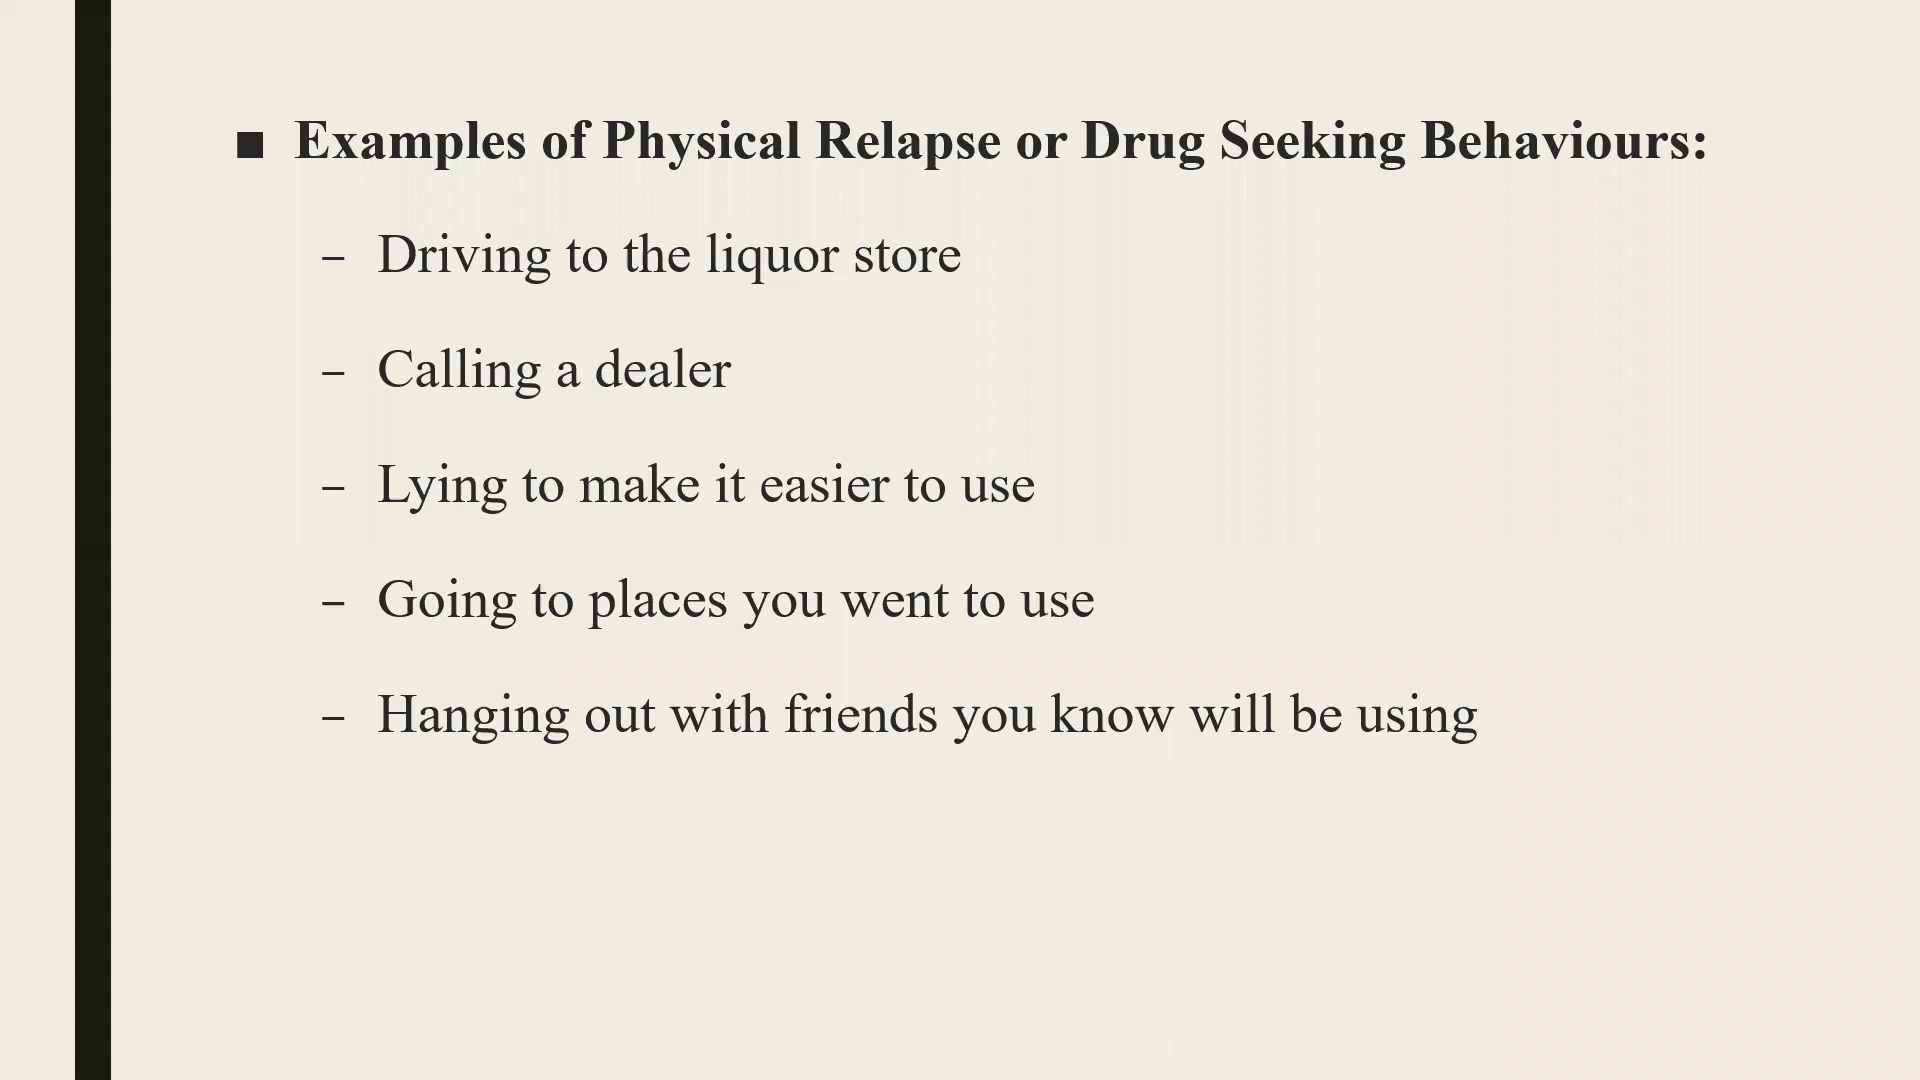 ■ Examples of Physical Relapse or Drug Seeking Behaviours:
– Driving to the liquor store
– Calling a dealer
– Lying to make it easier to use
– Going to places you went to use
– Hanging out with friends you know will be using